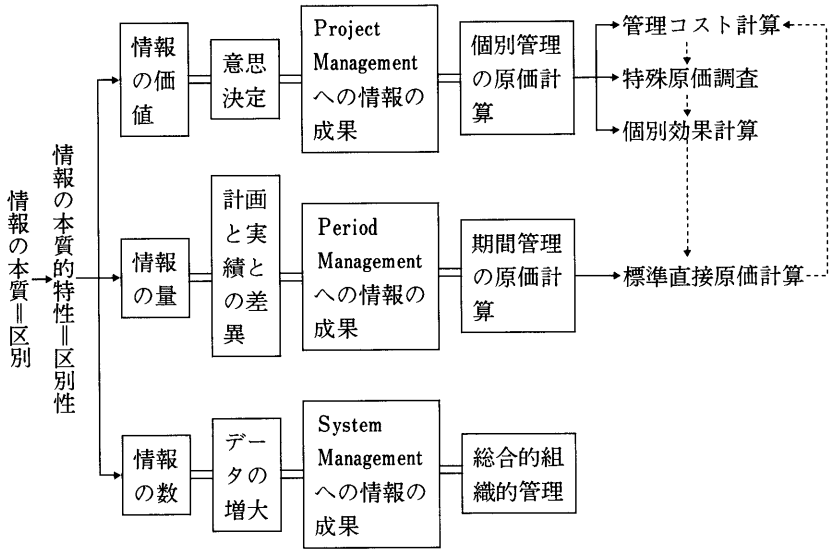 情報の本質＝区別
情報の本質的特性＝区別性
情報
の価
値
意思
決定
Project
Management
への情報の
成果
個別管理
の原価計
算
管理コスト計算
特殊原価調査
個別効果計算
情報
の量
計画
と実
績と
の差
異
Period
Management
への情報の
成果
期間管理
の原価計
算
標準直接原価計算
情報
の数
デー
タの
増大
System
Management
への情報の
成果
総合的組
織的管理